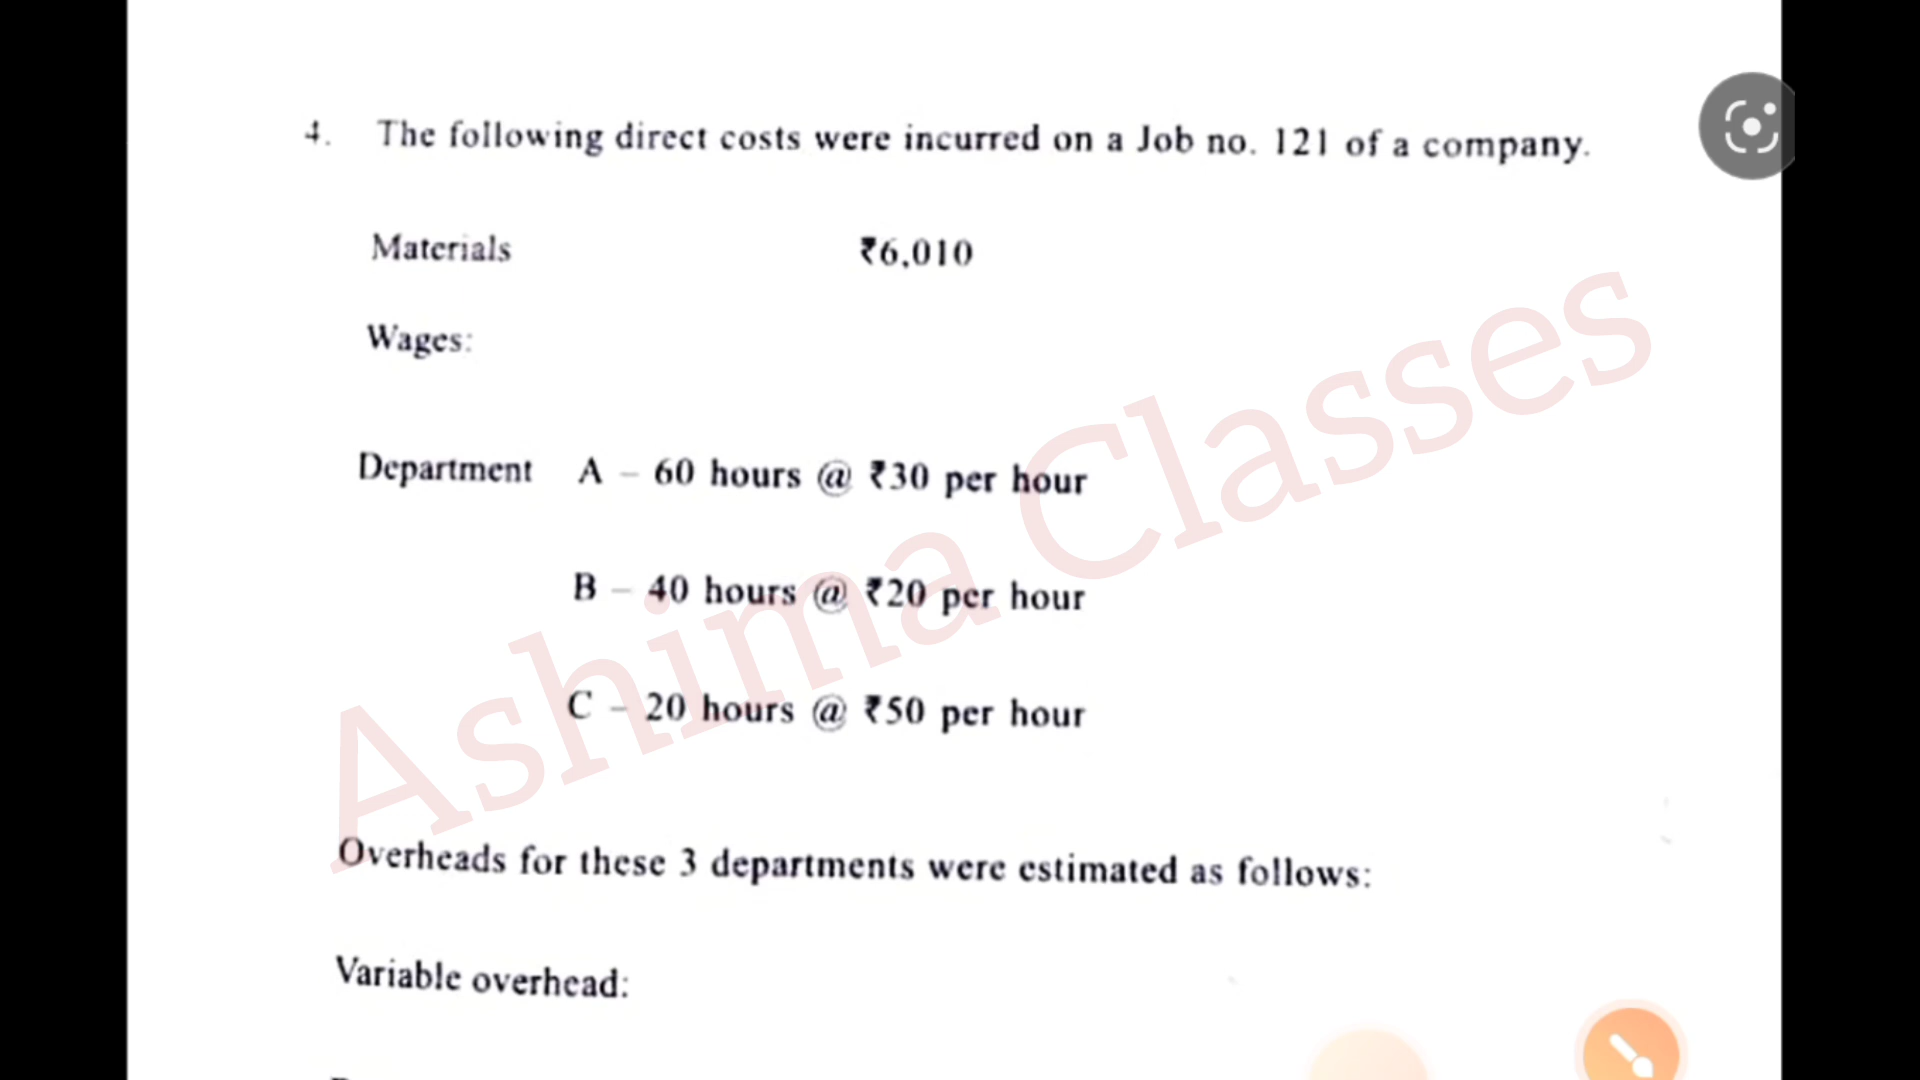 4. The following direct costs were incurred on a Job no. 121 of a company.
Materials ₹6,010
Wages:
Department A – 60 hours @ ₹30 per hour
B – 40 hours @ ₹20 per hour
C – 20 hours @ ₹50 per hour
Overheads for these 3 departments were estimated as follows:
Variable overhead:
Ashima Classes